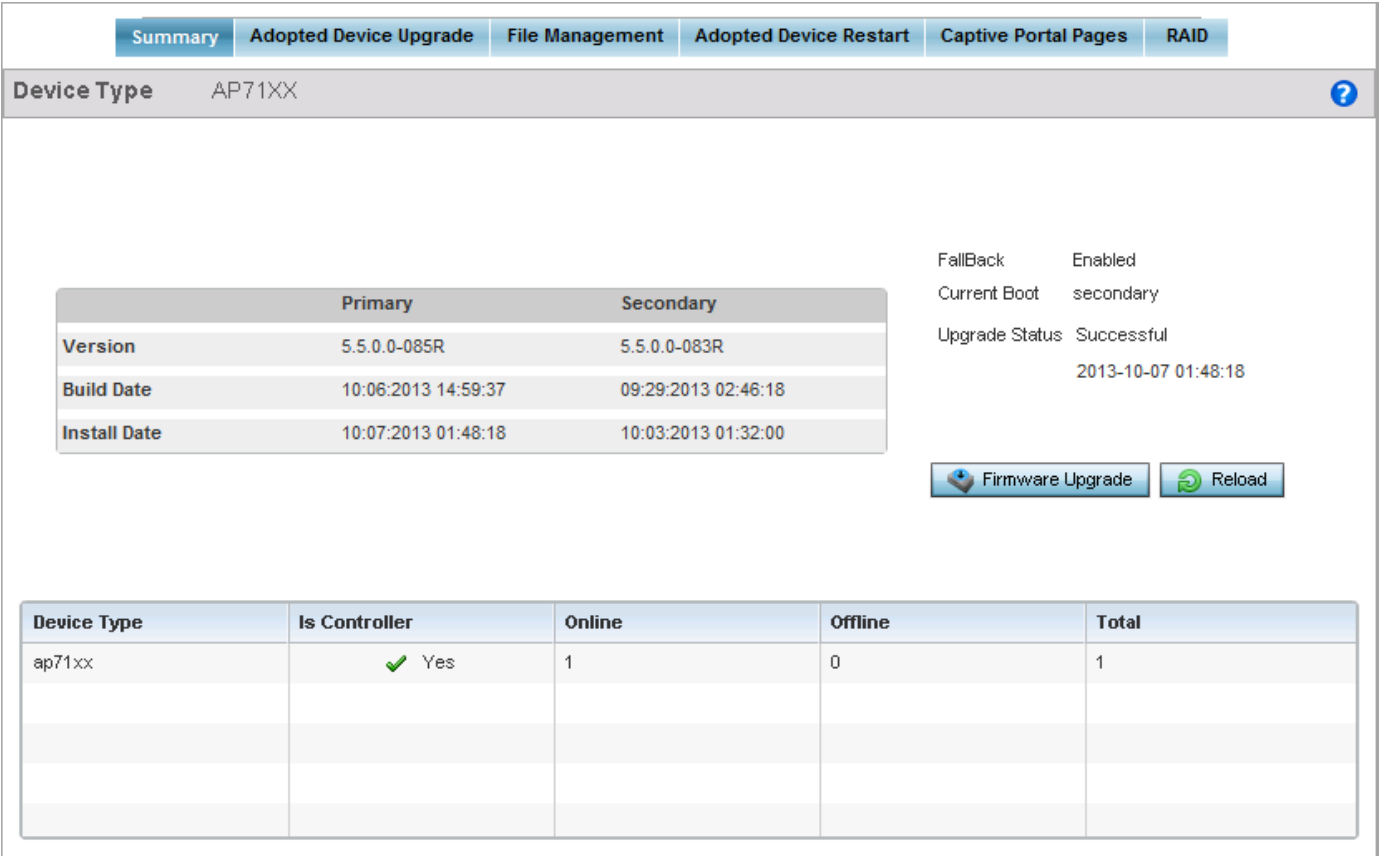 Summary Adopted Device Upgrade File Management Adopted Device Restart Captive Portal Pages RAID
Device Type AP71XX ?
FallBack Enabled
Current Boot secondary
Upgrade Status Successful
2013-10-07 01:48:18
Primary Secondary
Version 5.5.0.0-085R 5.5.0.0-083R
Build Date 10:06:2013 14:59:37 09:29:2013 02:46:18
Install Date 10:07:2013 01:48:18 10:03:2013 01:32:00
Firmware Upgrade Reload
Device Type Is Controller Online Offline Total
ap71xx Yes 1 0 1